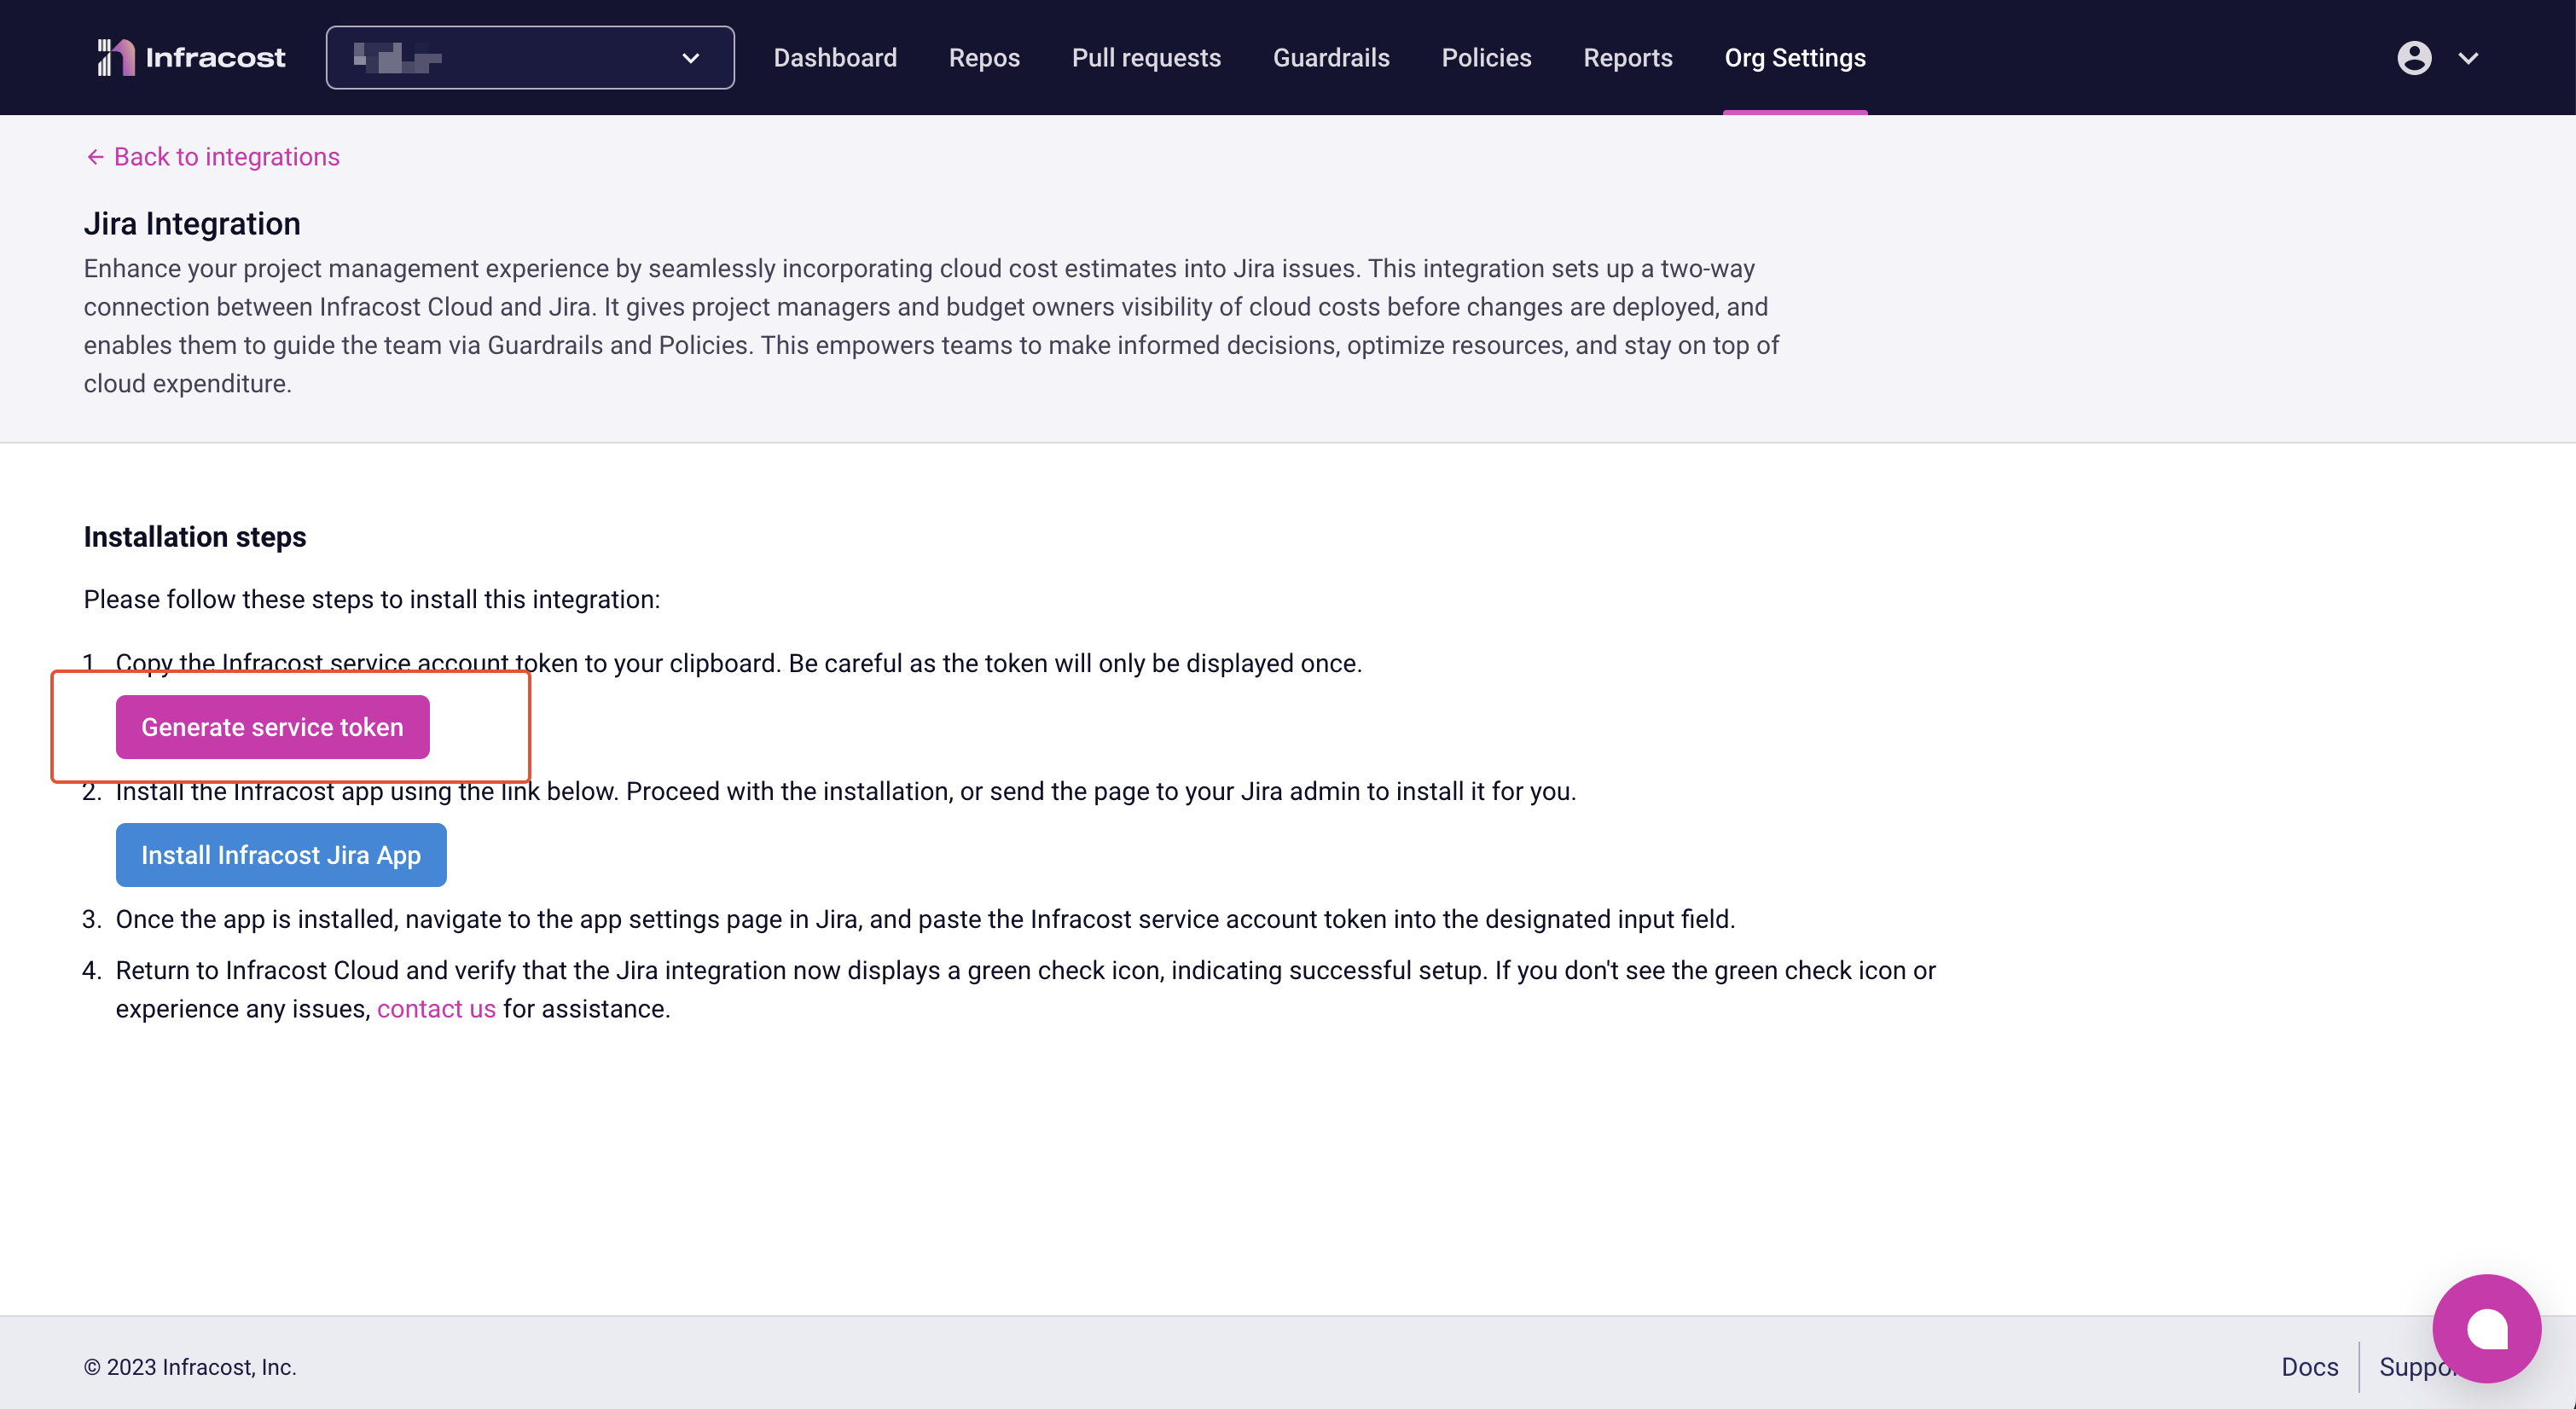 Infracost
Dashboard
Repos
Pull requests
Guardrails
Policies
Reports
Org Settings
← Back to integrations
Jira Integration
Enhance your project management experience by seamlessly incorporating cloud cost estimates into Jira issues. This integration sets up a two-way
connection between Infracost Cloud and Jira. It gives project managers and budget owners visibility of cloud costs before changes are deployed, and
enables them to guide the team via Guardrails and Policies. This empowers teams to make informed decisions, optimize resources, and stay on top of
cloud expenditure.
Installation steps
Please follow these steps to install this integration:
1. Copy the Infracost service account token to your clipboard. Be careful as the token will only be displayed once.
Generate service token
2. Install the Infracost app using the link below. Proceed with the installation, or send the page to your Jira admin to install it for you.
Install Infracost Jira App
3. Once the app is installed, navigate to the app settings page in Jira, and paste the Infracost service account token into the designated input field.
4. Return to Infracost Cloud and verify that the Jira integration now displays a green check icon, indicating successful setup. If you don't see the green check icon or
experience any issues, contact us for assistance.
© 2023 Infracost, Inc.
Docs